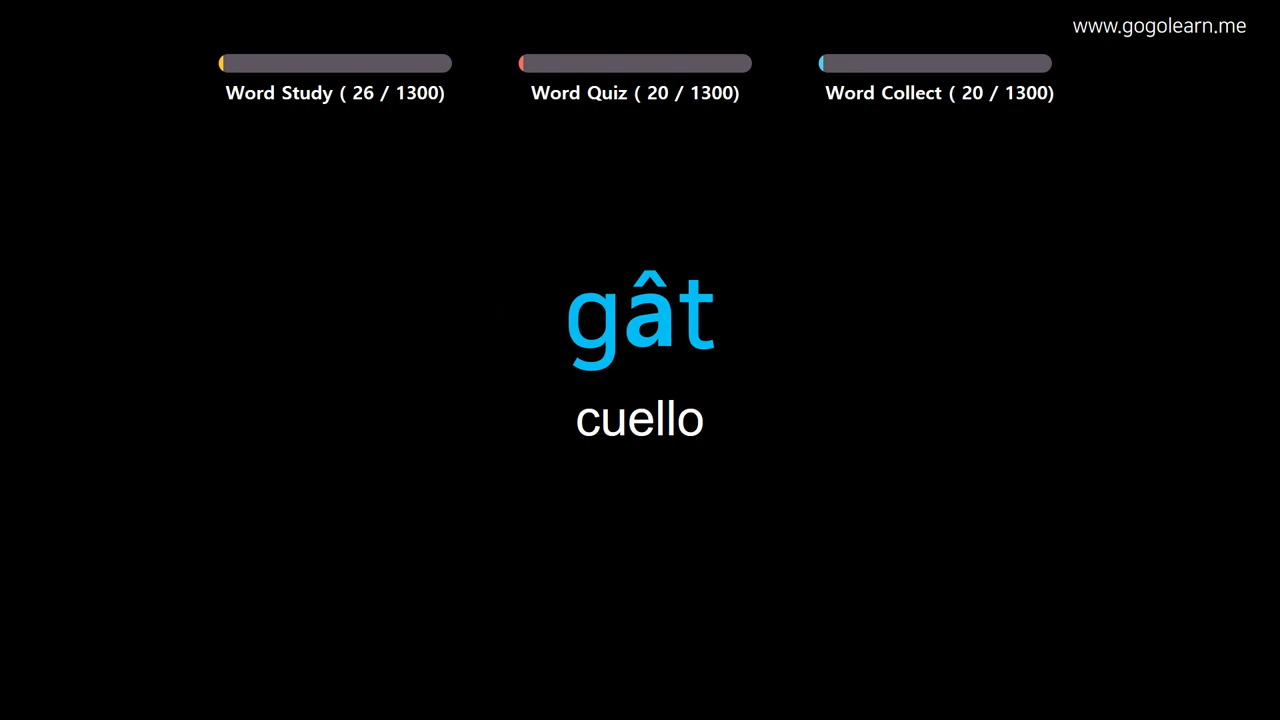 www.gogolearn.me
Word Study ( 26 / 1300)
Word Quiz ( 20 / 1300)
Word Collect ( 20 / 1300)
gât
cuello